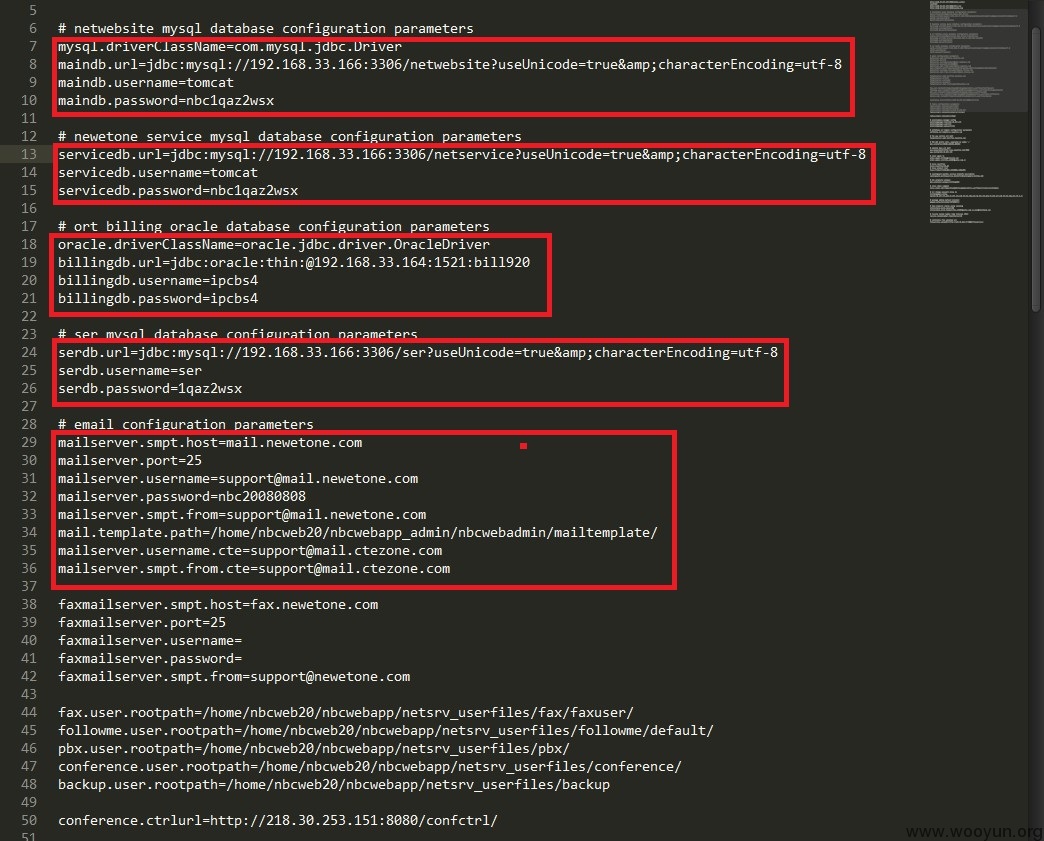 5
6 # netwebsite mysql database configuration parameters
7 mysql.driverClassName=com.mysql.jdbc.Driver
8 maindb.url=jdbc:mysql://192.168.33.166:3306/netwebsite?useUnicode=true&amp;characterEncoding=utf-8
9 maindb.username=tomcat
10 maindb.password=nbc1qaz2wsx
11
12 # newetone service mysql database configuration parameters
13 servicedb.url=jdbc:mysql://192.168.33.166:3306/netservice?useUnicode=true&amp;characterEncoding=utf-8
14 servicedb.username=tomcat
15 servicedb.password=nbc1qaz2wsx
16
17 # ort billing oracle database configuration parameters
18 oracle.driverClassName=oracle.jdbc.driver.OracleDriver
19 billingdb.url=jdbc:oracle:thin:@192.168.33.164:1521:bill920
20 billingdb.username=ipcbs4
21 billingdb.password=ipcbs4
22
23 # ser mysql database configuration parameters
24 serdb.url=jdbc:mysql://192.168.33.166:3306/ser?useUnicode=true&amp;characterEncoding=utf-8
25 serdb.username=ser
26 serdb.password=1qaz2wsx
27
28 # email configuration parameters
29 mailserver.smpt.host=mail.newetone.com
30 mailserver.port=25
31 mailserver.username=support@mail.newetone.com
32 mailserver.password=nbc20080808
33 mailserver.smpt.from=support@mail.newetone.com
34 mail.template.path=/home/nbcweb20/nbcwebapp_admin/nbcwebadmin/mailtemplate/
35 mailserver.username.cte=support@mail.ctezone.com
36 mailserver.smpt.from.cte=support@mail.ctezone.com
37
38 faxmailserver.smpt.host=fax.newetone.com
39 faxmailserver.port=25
40 faxmailserver.username=
41 faxmailserver.password=
42 faxmailserver.smpt.from=support@newetone.com
43
44 fax.user.rootpath=/home/nbcweb20/nbcwebapp/netsrv_userfiles/fax/faxuser/
45 followme.user.rootpath=/home/nbcweb20/nbcwebapp/netsrv_userfiles/followme/default/
46 pbx.user.rootpath=/home/nbcweb20/nbcwebapp/netsrv_userfiles/pbx/
47 conference.user.rootpath=/home/nbcweb20/nbcwebapp/netsrv_userfiles/conference/
48 backup.user.rootpath=/home/nbcweb20/nbcwebapp/netsrv_userfiles/backup
49
50 conference.ctrlurl=http://218.30.253.151:8080/confctrl/
51
www.wooyun.org